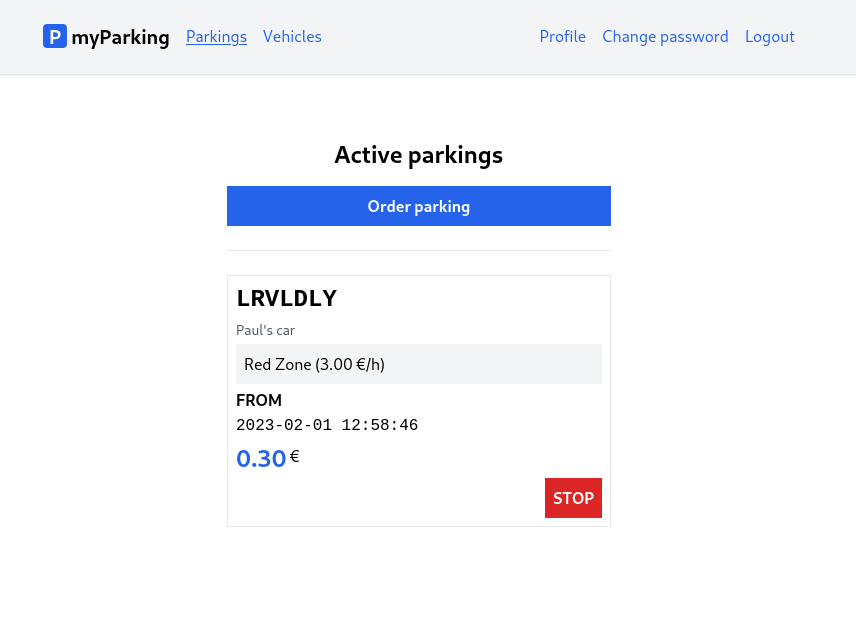 P myParking Parkings Vehicles Profile Change password Logout
Active parkings
Order parking
LRVLDLY
Paul's car
Red Zone (3.00 €/h)
FROM
2023-02-01 12:58:46
0.30 €
STOP